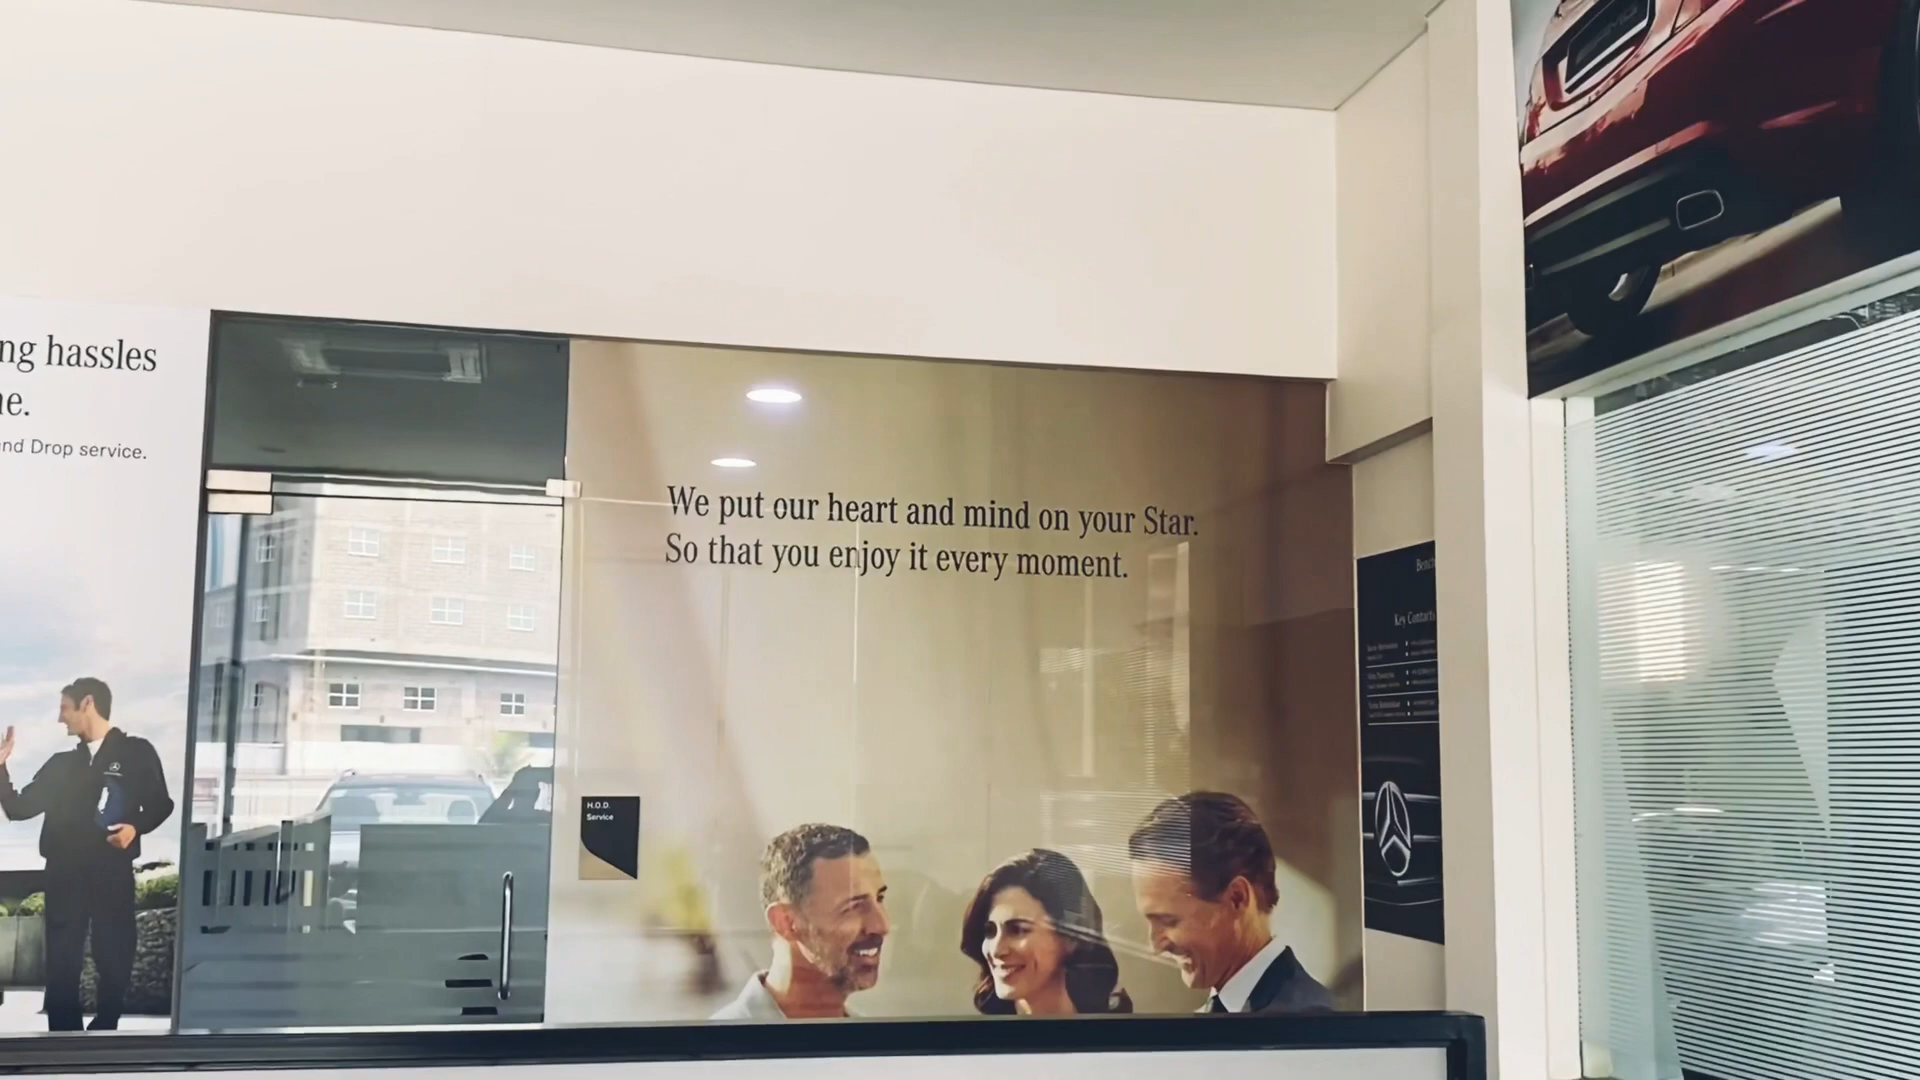 ng hassles
e.
nd Drop service.
We put our heart and mind on your Star.
So that you enjoy it every moment.
H.O.D.
Service
Key Contacts